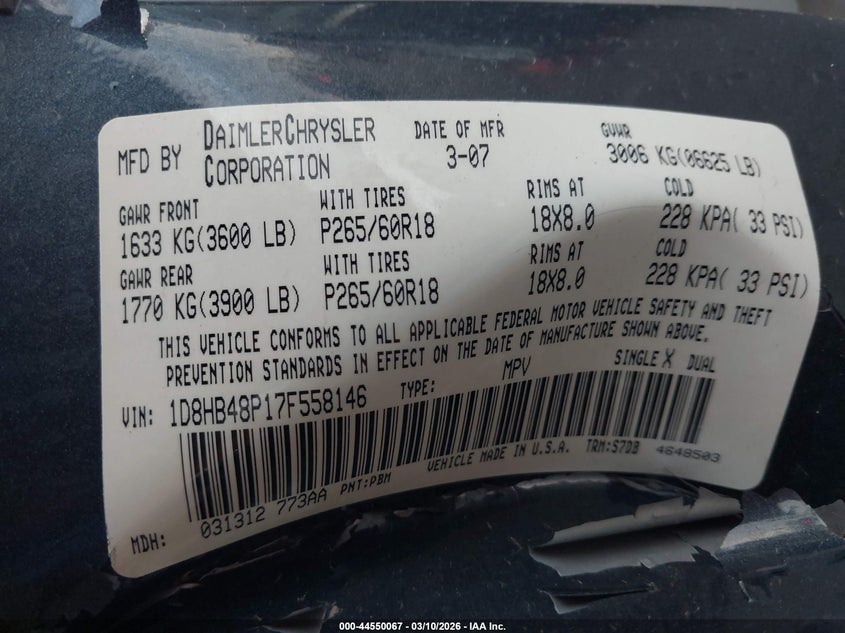 MFD BY DAIMLERCHRYSLER CORPORATION DATE OF MFR 3-07 GVWR 3006 KG(06625 LB)
GAWR FRONT WITH TIRES RIMS AT COLD
1633 KG(3600 LB) P265/60R18 18X8.0 228 KPA( 33 PSI)
GAWR REAR WITH TIRES RIMS AT COLD
1770 KG(3900 LB) P265/60R18 18X8.0 228 KPA( 33 PSI)
THIS VEHICLE CONFORMS TO ALL APPLICABLE FEDERAL MOTOR VEHICLE SAFETY AND THEFT
PREVENTION STANDARDS IN EFFECT ON THE DATE OF MANUFACTURE SHOWN ABOVE.
VIN: 1D8HB48P17F558146 TYPE: MPV SINGLE X DUAL
VEHICLE MADE IN U.S.A. TRM:S7DB 4648503
MDH: 031312 773AA PNT:PBM
000-44550067 - 03/10/2026 - IAA Inc.